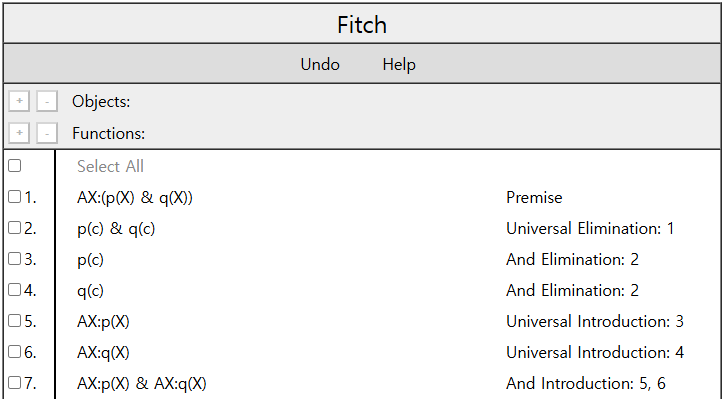 Fitch
Undo Help
+ - Objects:
+ - Functions:
Select All
1. AX:(p(X) & q(X)) Premise
2. p(c) & q(c) Universal Elimination: 1
3. p(c) And Elimination: 2
4. q(c) And Elimination: 2
5. AX:p(X) Universal Introduction: 3
6. AX:q(X) Universal Introduction: 4
7. AX:p(X) & AX:q(X) And Introduction: 5, 6